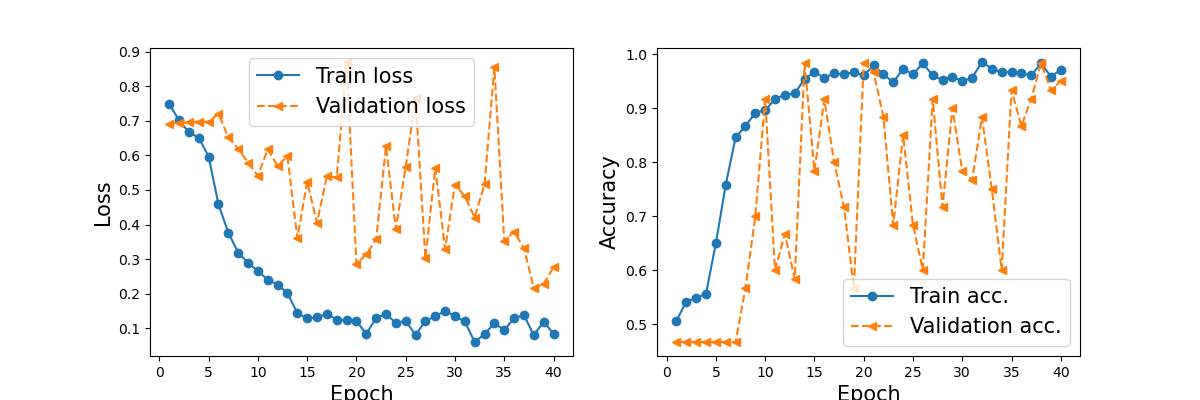 0.9
0.8
0.7
0.6
0.5
0.4
0.3
0.2
0.1
Loss
0 5 10 15 20 25 30 35 40
Epoch
Train loss
Validation loss
1.0
0.9
0.8
0.7
0.6
0.5
Accuracy
0 5 10 15 20 25 30 35 40
Epoch
Train acc.
Validation acc.